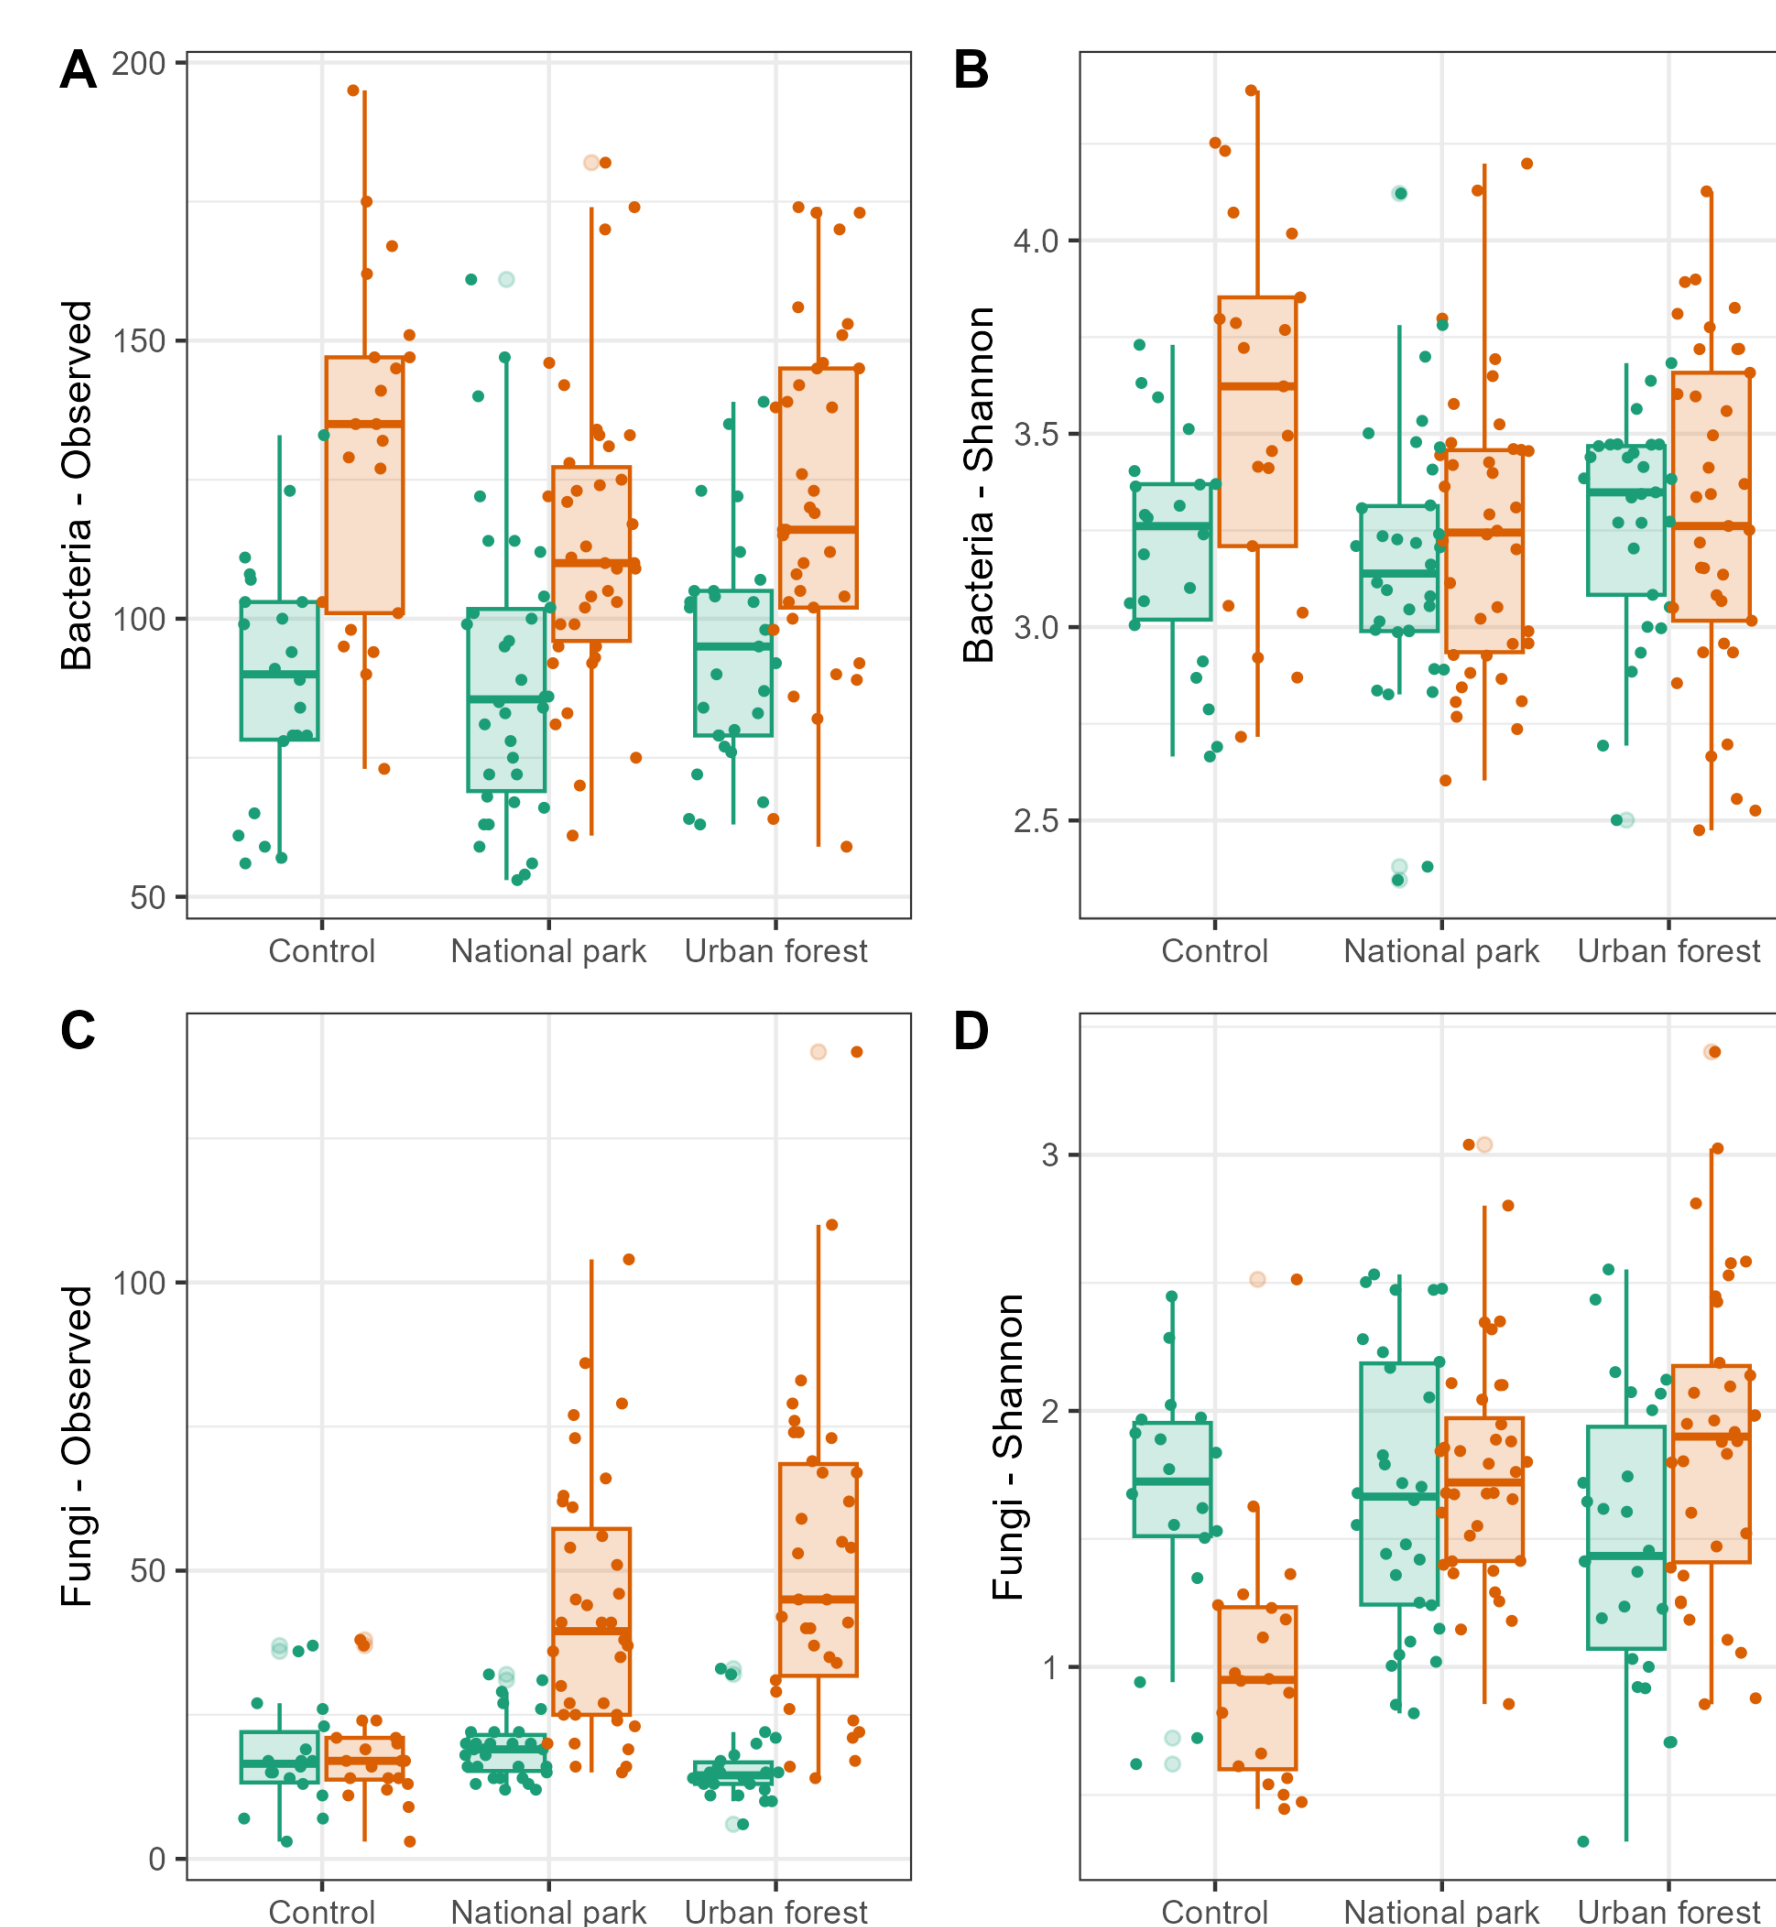 A
Bacteria - Observed
200
150
100
50
Control National park Urban forest
B
Bacteria - Shannon
4.0
3.5
3.0
2.5
Control National park Urban forest
C
Fungi - Observed
100
50
0
Control National park Urban forest
D
Fungi - Shannon
3
2
1
Control National park Urban forest